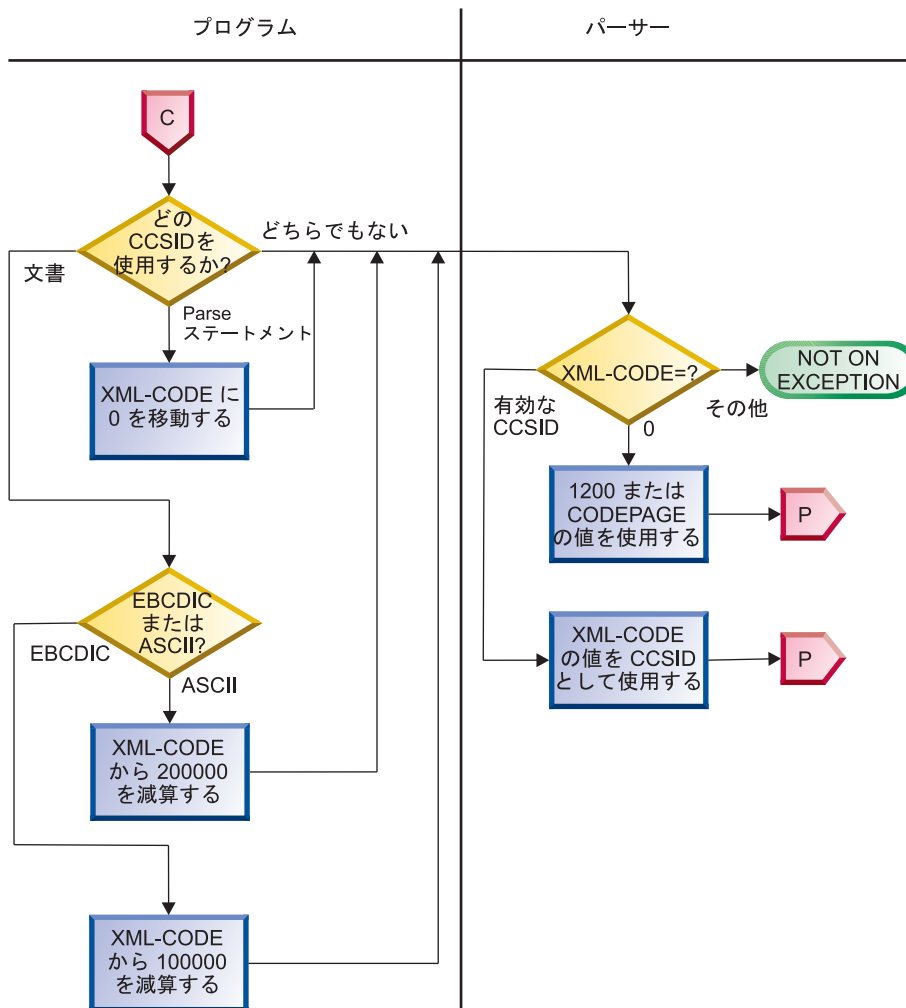 プログラム
パーサー
C
どの
CCSIDを
使用するか?
どちらでもない
文書
Parse
ステートメント
XML-CODE に
0 を移動する
XML-CODE=?
NOT ON
EXCEPTION
有効な
CCSID
その他
0
1200 または
CODEPAGE
の値を使用する
P
EBCDIC
または
ASCII?
EBCDIC
ASCII
XML-CODE
の値を CCSID
として使用する
P
XML-CODE
から 200000
を減算する
XML-CODE
から 100000
を減算する